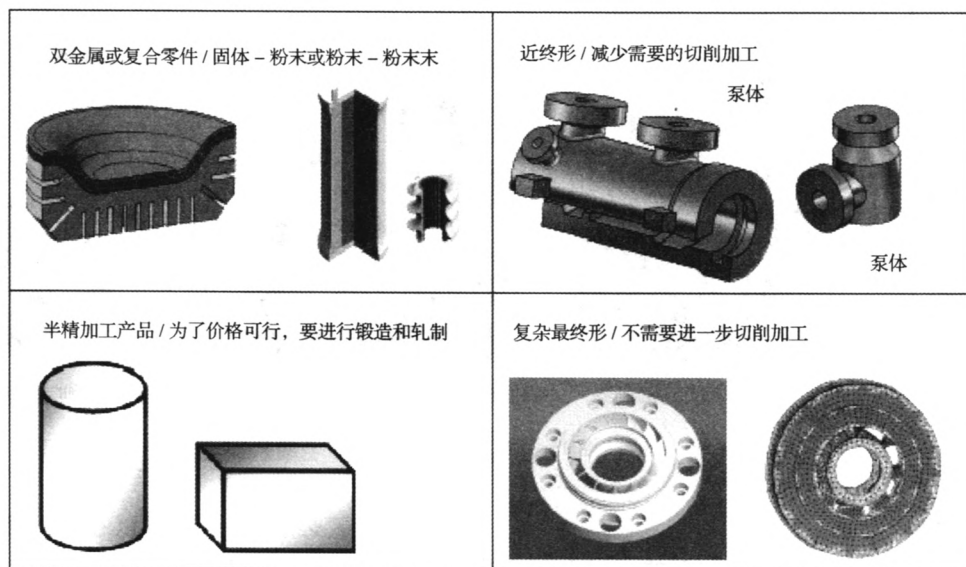 双金属或复合零件 / 固体 – 粉末或粉末 – 粉末末
近终形 / 减少需要的切削加工
泵体
泵体
半精加工产品 / 为了价格可行，要进行锻造和轧制
复杂最终形 / 不需要进一步切削加工